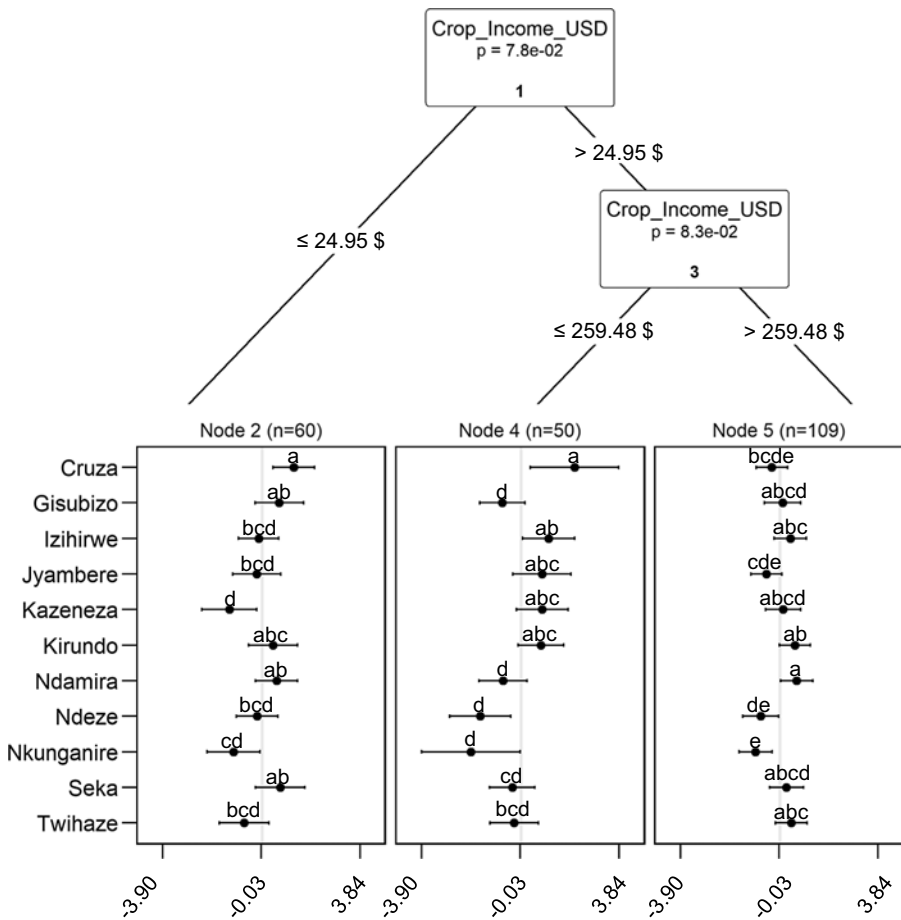 Crop_Income_USD
p = 7.8e-02
1
> 24.95 $
Crop_Income_USD
p = 8.3e-02
3
≤ 24.95 $
≤ 259.48 $
> 259.48 $
Node 2 (n=60)
Node 4 (n=50)
Node 5 (n=109)
Cruza a a bcde
Gisubizo ab d abcd
Izihirwe bcd ab abc
Jyambere bcd abc cde
Kazeneza d abc abcd
Kirundo abc abc ab
Ndamira ab d a
Ndeze bcd d de
Nkunganire cd d e
Seka ab cd abcd
Twihaze bcd bcd abc
-3.90 -0.03 3.84 -3.90 -0.03 3.84 -3.90 -0.03 3.84